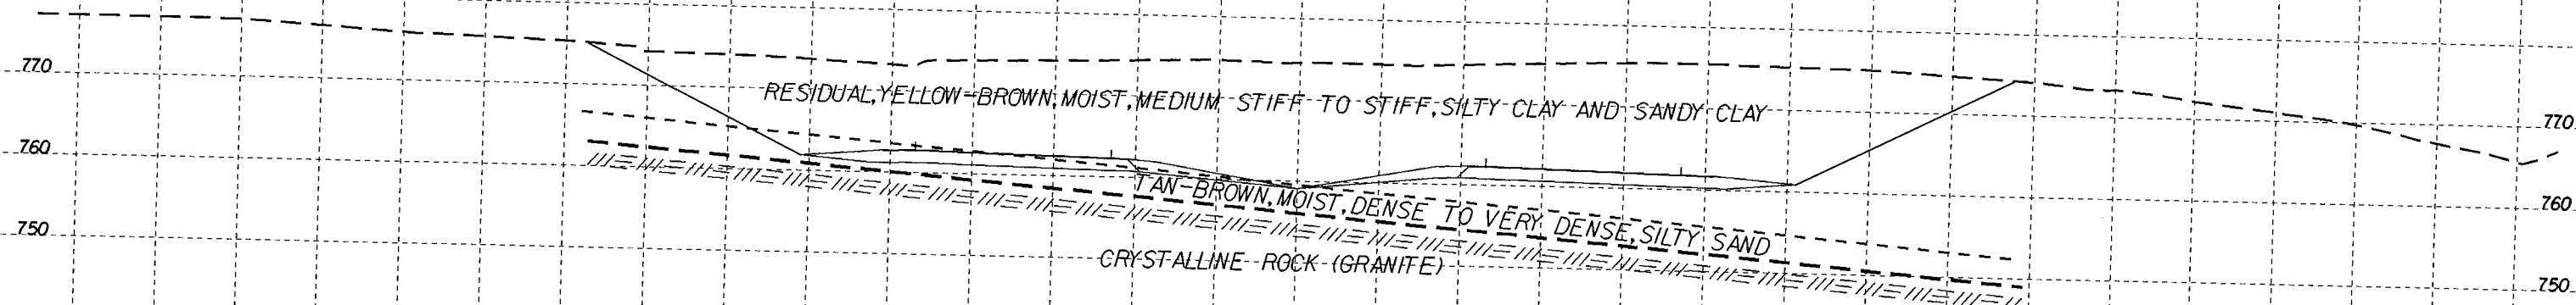 770
RESIDUAL,YELLOW-BROWN,MOIST,MEDIUM STIFF TO STIFF,SILTY CLAY AND SANDY CLAY
770
760
TAN-BROWN,MOIST,DENSE TO VERY DENSE,SILTY SAND
760
750
CRYSTALLINE ROCK (GRANITE)
750